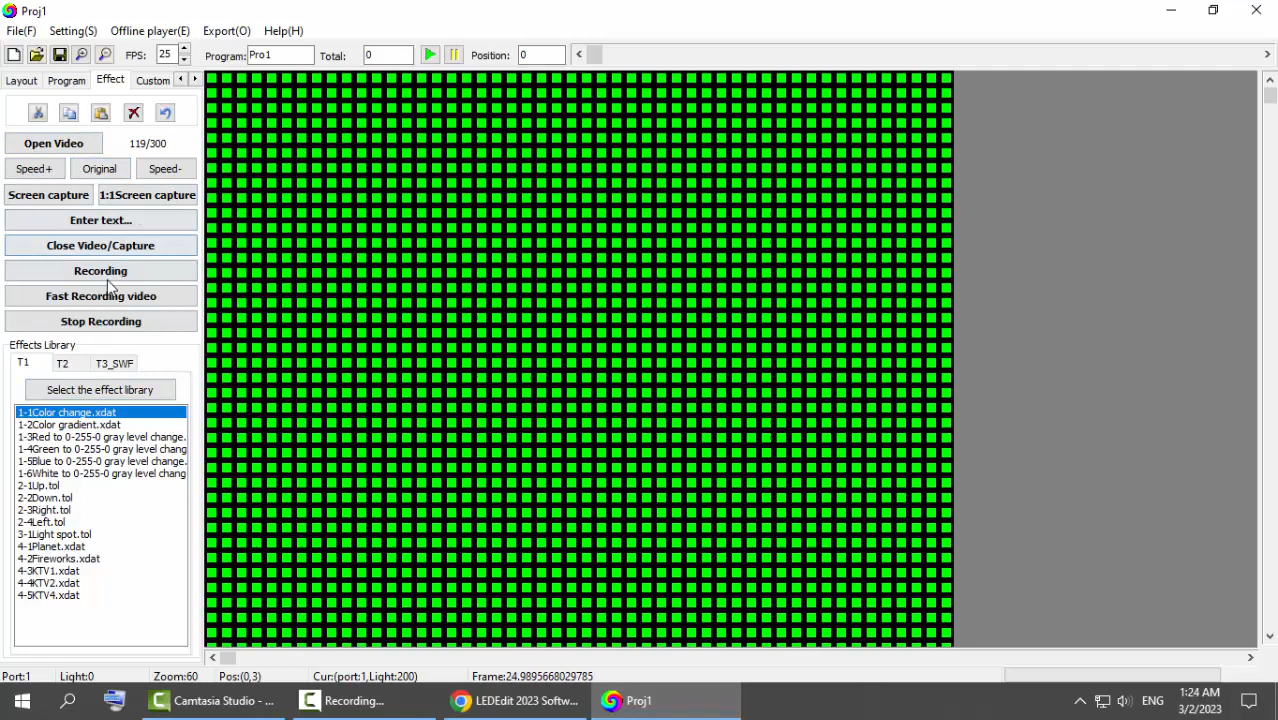 Proj1
File(F) Setting(S) Offline player(E) Export(O) Help(H)
FPS: 25 Program: Pro1 Total: 0 Position: 0
Layout Program Effect Custom
Open Video 119/300
Speed+ Original Speed-
Screen capture 1:1Screen capture
Enter text...
Close Video/Capture
Recording
Fast Recording video
Stop Recording
Effects Library
T1 T2 T3_SWF
Select the effect library
1-1Color change.xdat
1-2Color gradient.xdat
1-3Red to 0-255-0 gray level change.
1-4Green to 0-255-0 gray level chang
1-5Blue to 0-255-0 gray level change.
1-6White to 0-255-0 gray level chang
2-1Up.tol
2-2Down.tol
2-3Right.tol
2-4Left.tol
3-1Light spot.tol
4-1Planet.xdat
4-2Fireworks.xdat
4-3KTV1.xdat
4-4KTV2.xdat
4-5KTV4.xdat
Port:1 Light:0 Zoom:60 Pos:(0,3) Cur:(port:1,Light:200) Frame:24.9895668029785
Camtasia Studio - ... Recording... LEDEdit 2023 Softw... Proj1 ENG 1:24 AM
3/2/2023